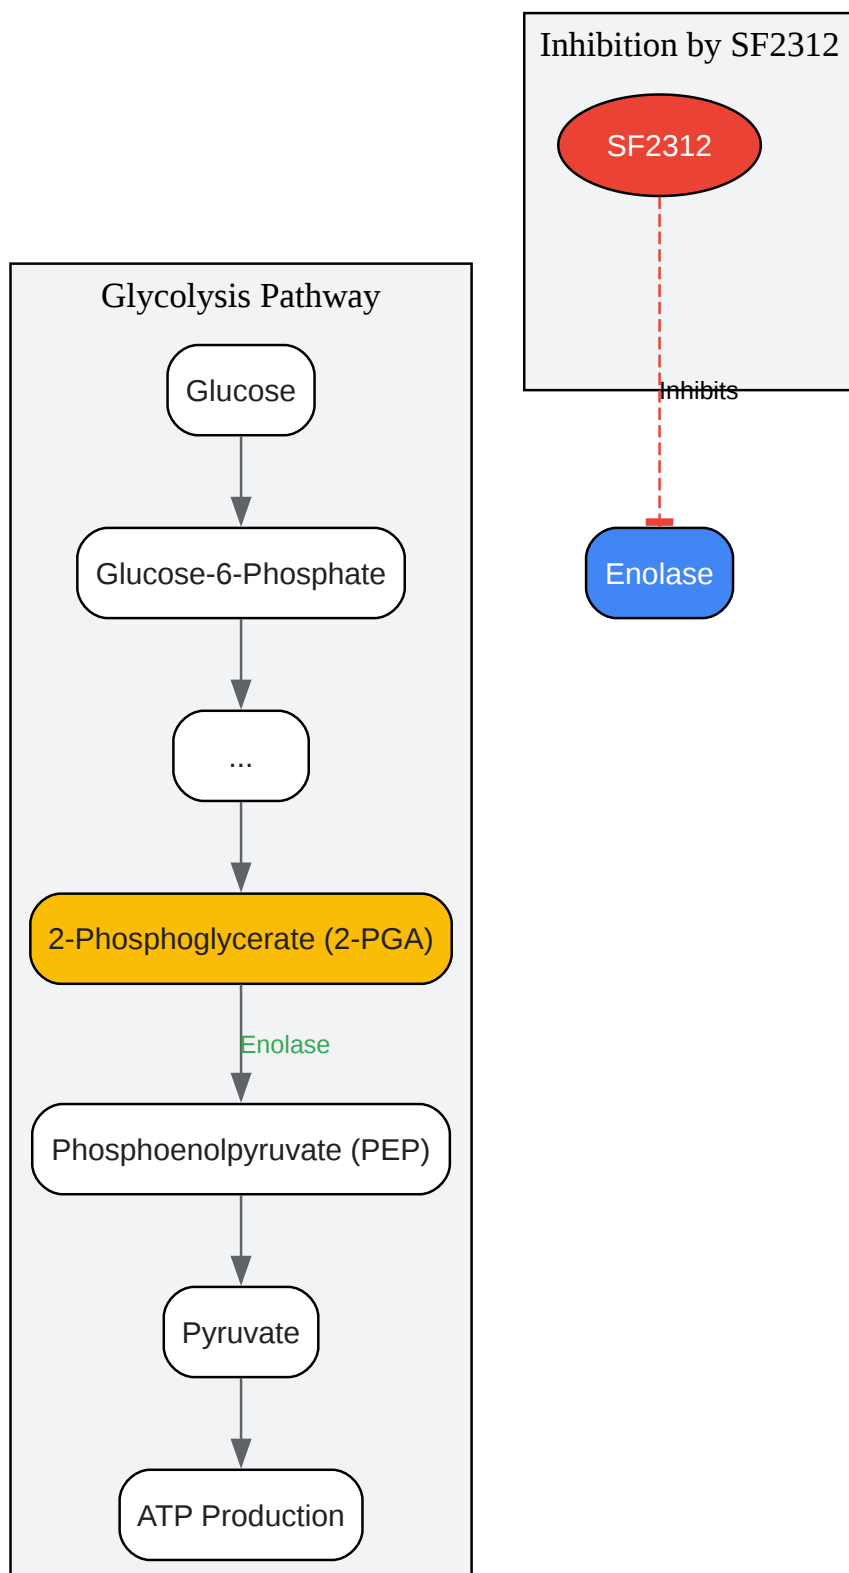 Inhibition by SF2312
SF2312
Inhibits
Enolase
Glycolysis Pathway
Glucose
Glucose-6-Phosphate
...
2-Phosphoglycerate (2-PGA)
Enolase
Phosphoenolpyruvate (PEP)
Pyruvate
ATP Production